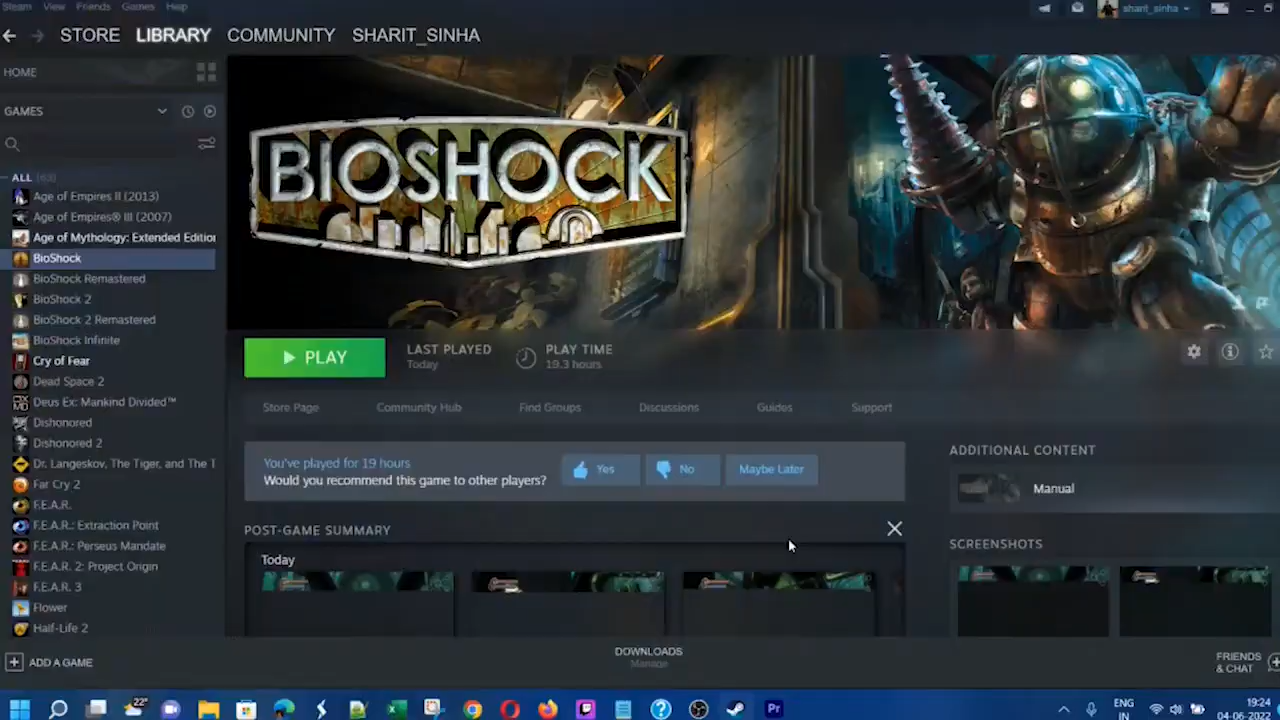 Steam View Friends Games Help
sharit_sinha
STORE LIBRARY COMMUNITY SHARIT_SINHA
HOME
GAMES
ALL (63)
Age of Empires II (2013)
Age of Empires® III (2007)
Age of Mythology: Extended Edition
BioShock
BioShock Remastered
BioShock 2
BioShock 2 Remastered
BioShock Infinite
Cry of Fear
Dead Space 2
Deus Ex: Mankind Divided™
Dishonored
Dishonored 2
Dr. Langeskov, The Tiger, and The T
Far Cry 2
F.E.A.R.
F.E.A.R.: Extraction Point
F.E.A.R.: Perseus Mandate
F.E.A.R. 2: Project Origin
F.E.A.R. 3
Flower
Half-Life 2
ADD A GAME
BIOSHOCK
PLAY
LAST PLAYED
Today
PLAY TIME
19.3 hours
Store Page Community Hub Find Groups Discussions Guides Support
You've played for 19 hours
Would you recommend this game to other players?
Yes No Maybe Later
POST-GAME SUMMARY
Today
ADDITIONAL CONTENT
Manual
SCREENSHOTS
DOWNLOADS
Manage
FRIENDS
& CHAT
22°
Pr
ENG
IN
19:24
04-06-2022